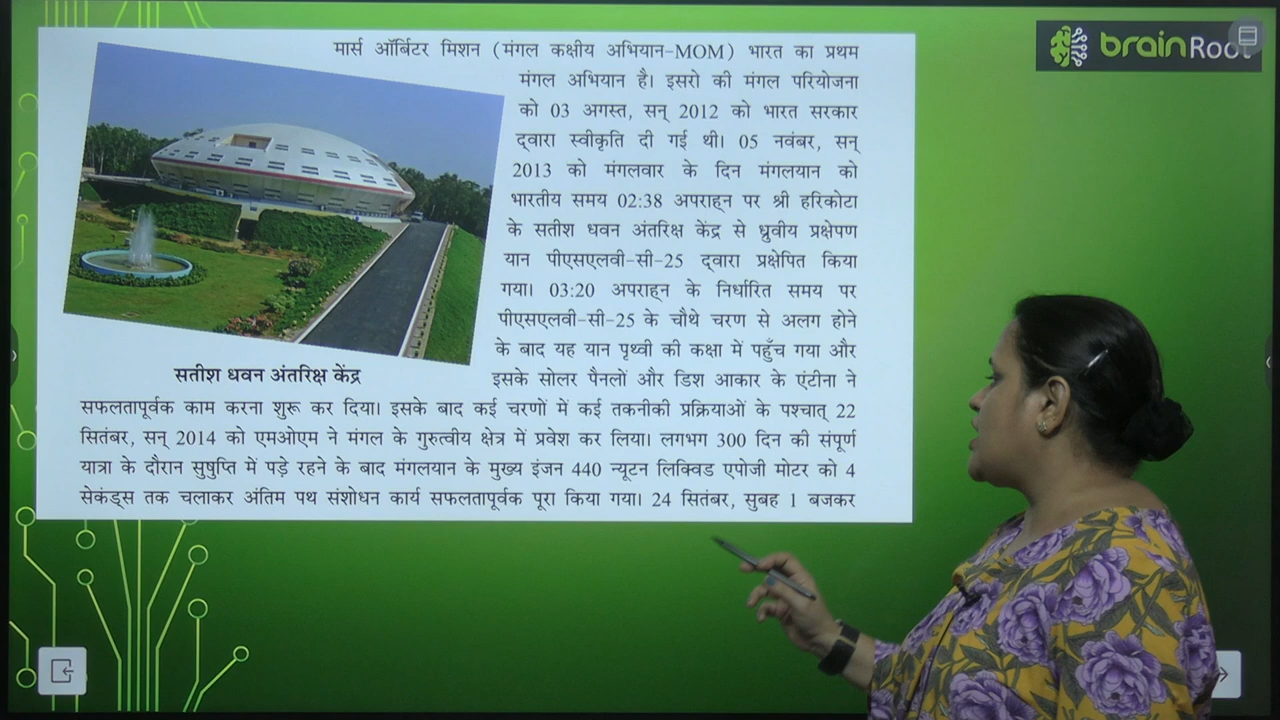 मार्स ऑर्बिटर मिशन (मंगल कक्षीय अभियान-MOM) भारत का प्रथम
मंगल अभियान है। इसरो की मंगल परियोजना
को 03 अगस्त, सन् 2012 को भारत सरकार
द्वारा स्वीकृति दी गई थी। 05 नवंबर, सन्
2013 को मंगलवार के दिन मंगलयान को
भारतीय समय 02:38 अपराह्न पर श्री हरिकोटा
के सतीश धवन अंतरिक्ष केंद्र से ध्रुवीय प्रक्षेपण
यान पीएसएलवी-सी-25 द्वारा प्रक्षेपित किया
गया। 03:20 अपराह्न के निर्धारित समय पर
पीएसएलवी-सी-25 के चौथे चरण से अलग होने
के बाद यह यान पृथ्वी की कक्षा में पहुँच गया और
इसके सोलर पैनलों और डिश आकार के एंटीना ने
सफलतापूर्वक काम करना शुरू कर दिया। इसके बाद कई चरणों में कई तकनीकी प्रक्रियाओं के पश्चात् 22
सितंबर, सन् 2014 को एमओएम ने मंगल के गुरुत्वीय क्षेत्र में प्रवेश कर लिया। लगभग 300 दिन की संपूर्ण
यात्रा के दौरान सुषुप्ति में पड़े रहने के बाद मंगलयान के मुख्य इंजन 440 न्यूटन लिक्विड एपोजी मोटर को 4
सेकंड्स तक चलाकर अंतिम पथ संशोधन कार्य सफलतापूर्वक पूरा किया गया। 24 सितंबर, सुबह 1 बजकर
सतीश धवन अंतरिक्ष केंद्र
brainRoot